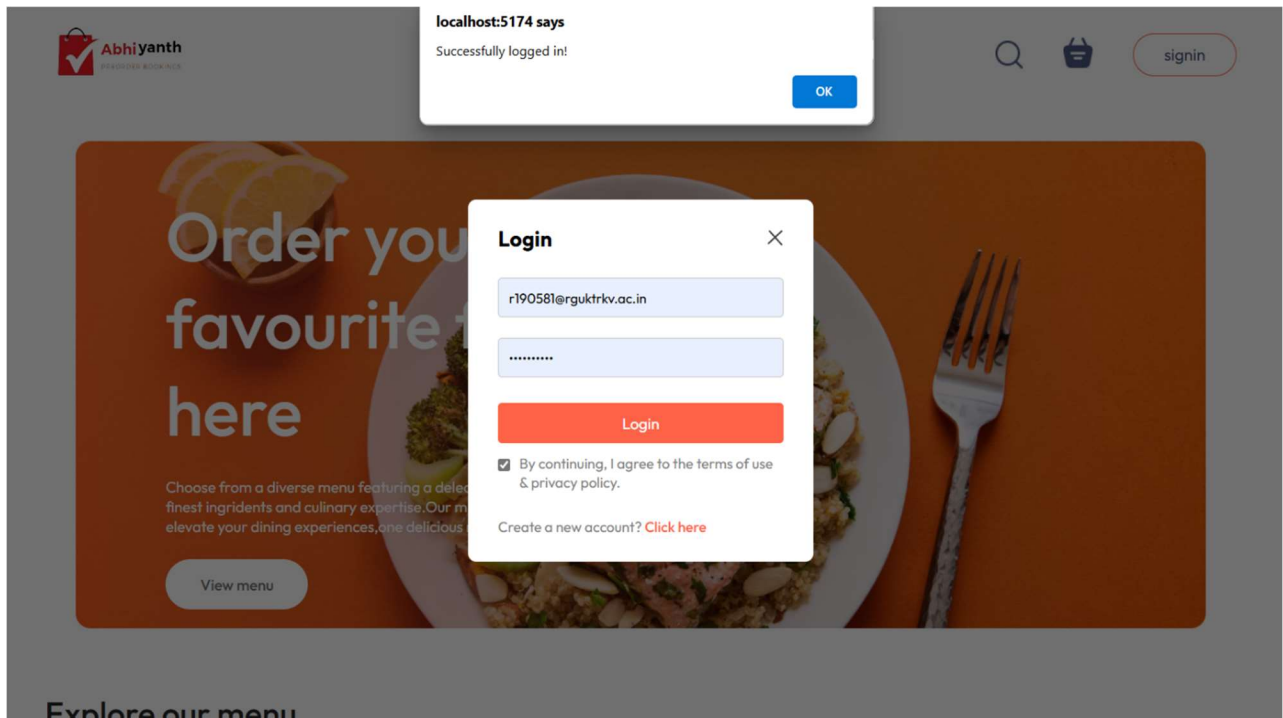 localhost:5174 says
Successfully logged in!
OK
Abhiyanth
signin
Order you
favourite f
here
Choose from a diverse menu featuring a delec
finest ingridents and culinary expertise.Our m
elevate your dining experiences,one delicious
View menu
Login
r190581@rguktrkv.ac.in
••••••••••
Login
By continuing, I agree to the terms of use
& privacy policy.
Create a new account? Click here
Explore our menu